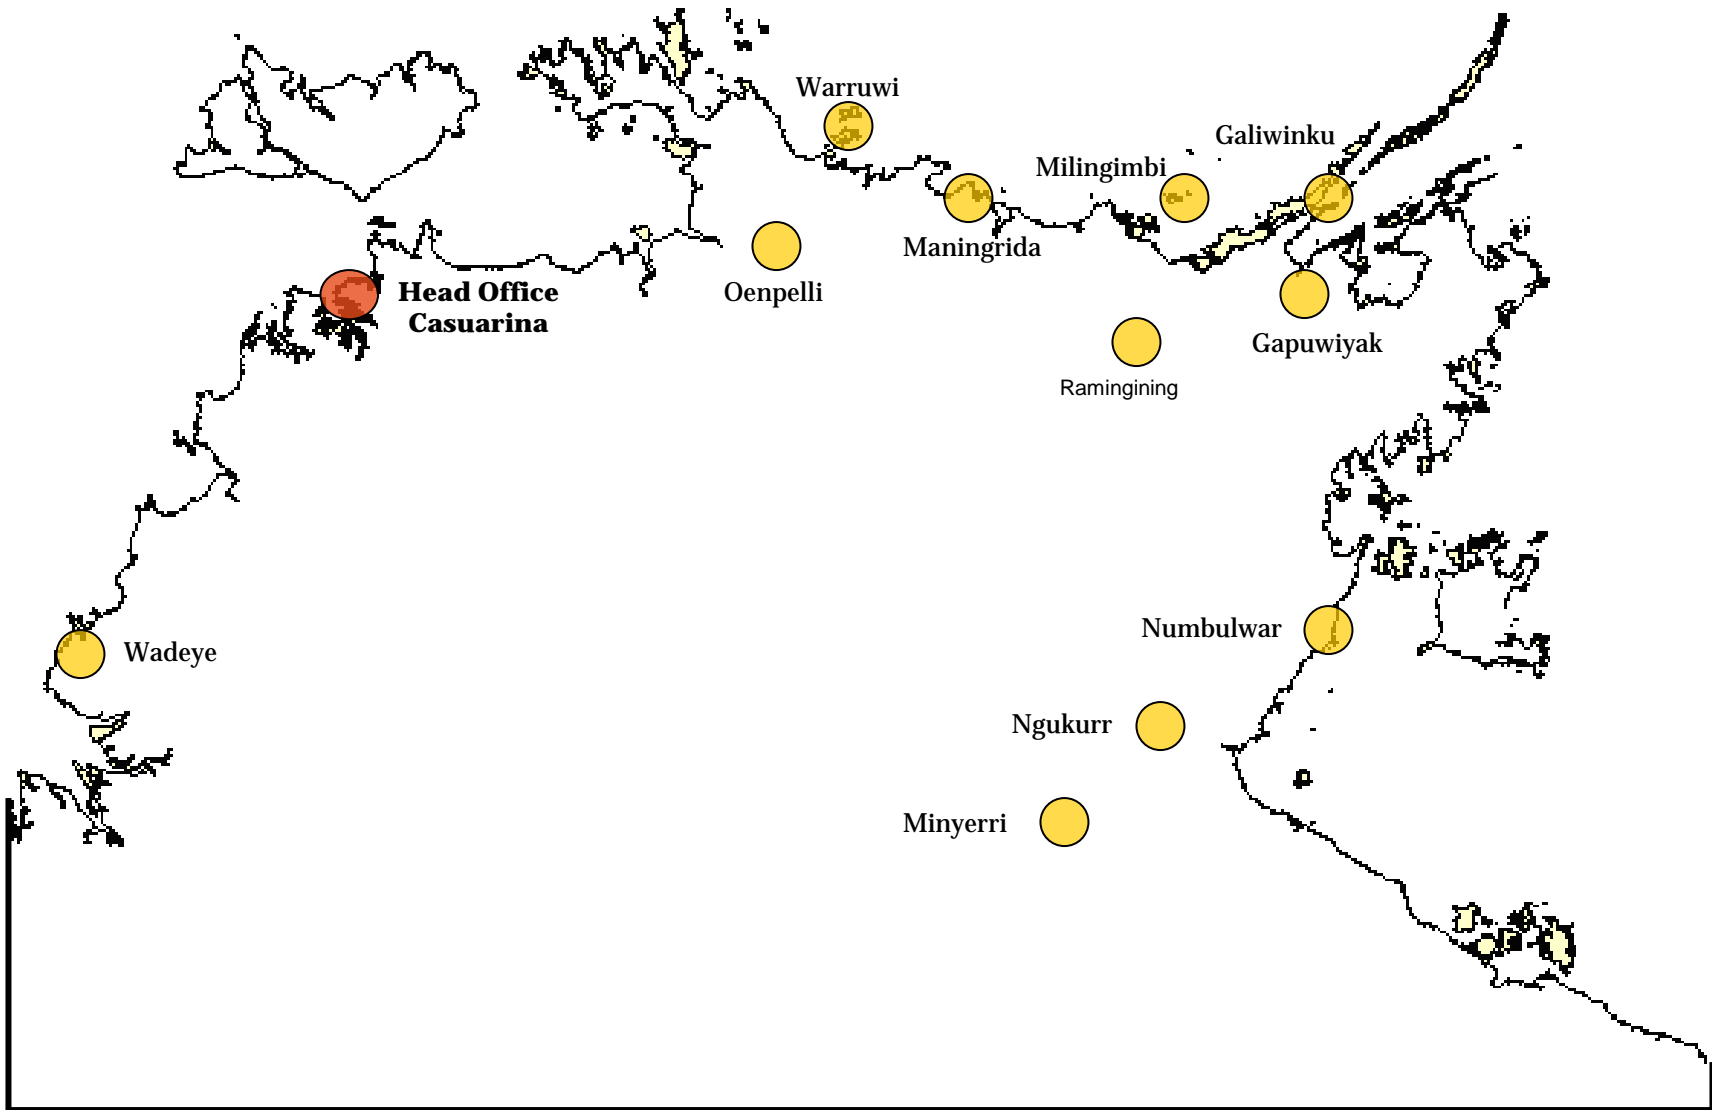 Warruwi
Galiwinku
Milingimbi
Maningrida
Oenpelli
Head Office
Casuarina
Gapuwiyak
Ramingining
Numbulwar
Wadeye
Ngukurr
Minyerri